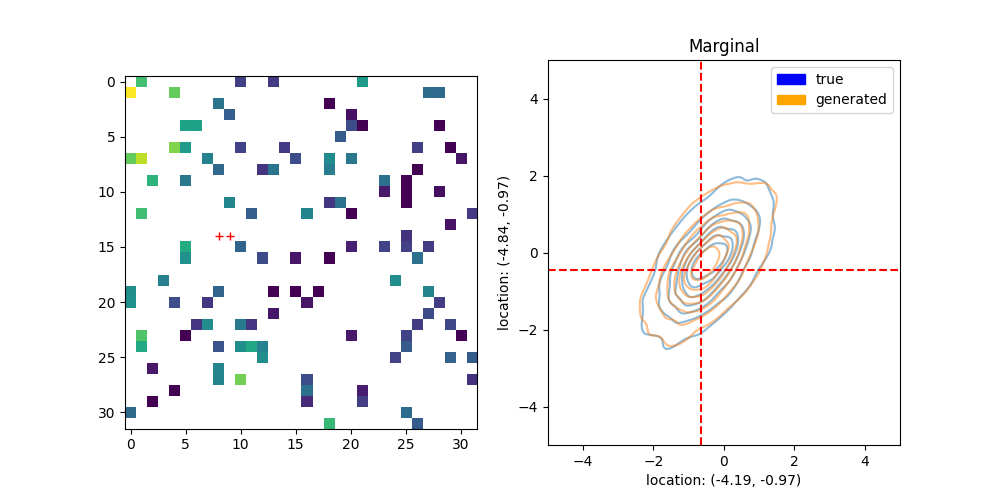 0
5
10
15
20
25
30
0 5 10 15 20 25 30
Marginal
true
generated
4
2
0
−2
−4
−4 −2 0 2 4
location: (-4.84, -0.97)
location: (-4.19, -0.97)